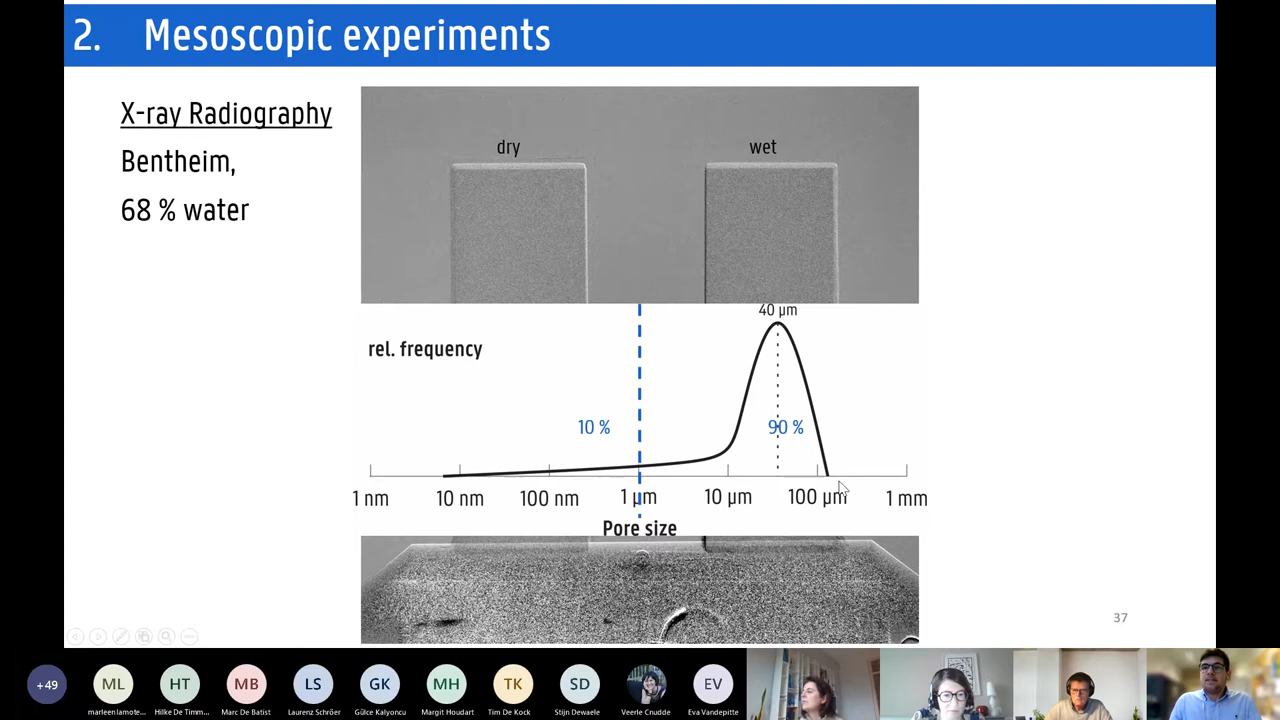 2. Mesoscopic experiments
X-ray Radiography
Bentheim,
68 % water
dry
wet
40 µm
rel. frequency
10 %
90 %
1 nm
10 nm
100 nm
1 µm
10 µm
100 µm
1 mm
Pore size
37
+49
ML
HT
MB
LS
GK
MH
TK
SD
EV
marleen lamote...
Hilke De Timm...
Marc De Batist
Laurenz Schröer
Gülce Kalyoncu
Margit Houdart
Tim De Kock
Stijn Dewaele
Veerle Cnudde
Eva Vandepitte